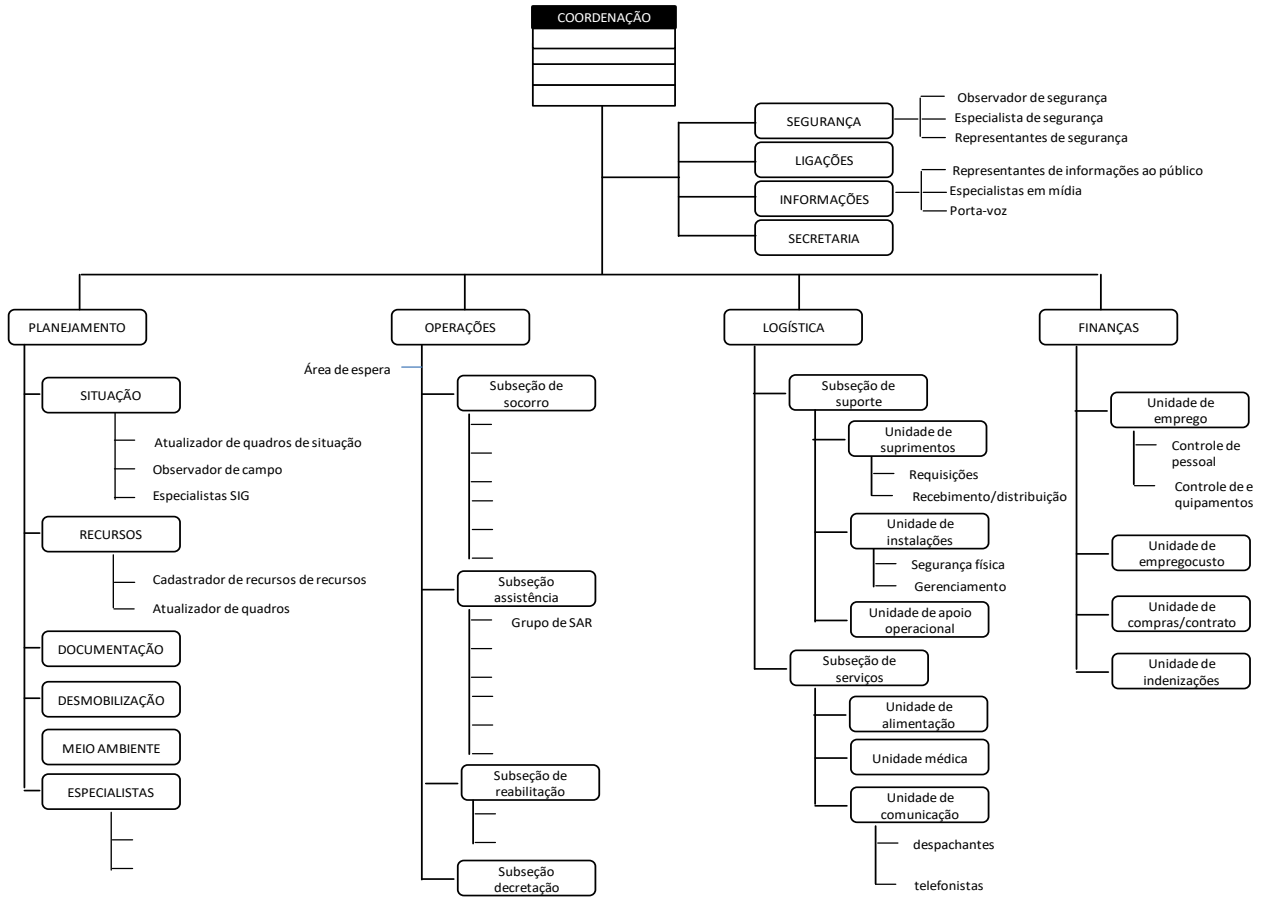 COORDENAÇÃO
SEGURANÇA
Observador de segurança
Especialista de segurança
Representantes de segurança
LIGAÇÕES
INFORMAÇÕES
Representantes de informações ao público
Especialistas em mídia
Porta-voz
SECRETARIA
PLANEJAMENTO
SITUAÇÃO
Atualizador de quadros de situação
Observador de campo
Especialistas SIG
RECURSOS
Cadastrador de recursos de recursos
Atualizador de quadros
DOCUMENTAÇÃO
DESMOBILIZAÇÃO
MEIO AMBIENTE
ESPECIALISTAS
OPERAÇÕES
Área de espera
Subseção de
socorro
Subseção
assistência
Grupo de SAR
Subseção de
reabilitação
Subseção
decretação
LOGÍSTICA
Subseção de
suporte
Unidade de
suprimentos
Requisições
Recebimento/distribuição
Unidade de
instalações
Segurança física
Gerenciamento
Unidade de apoio
operacional
Subseção de
serviços
Unidade de
alimentação
Unidade médica
Unidade de
comunicação
despachantes
telefonistas
FINANÇAS
Unidade de
emprego
Controle de
pessoal
Controle de e
quipamentos
Unidade de
empregocusto
Unidade de
compras/contrato
Unidade de
indenizações